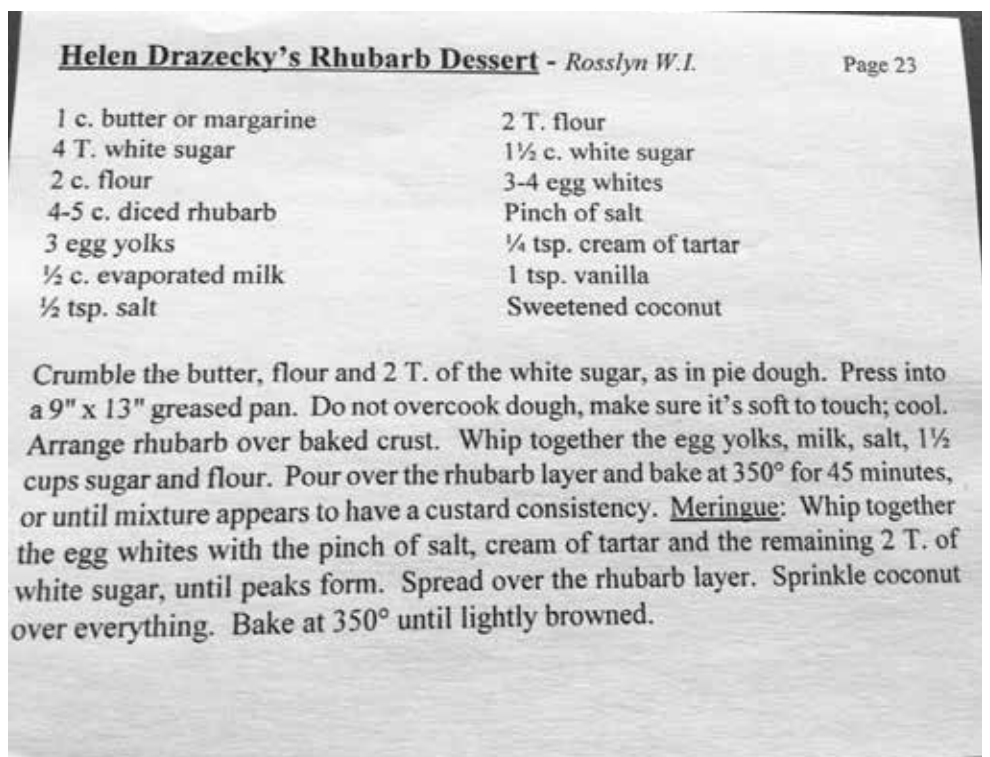 Helen Drazecky's Rhubarb Dessert - Rosslyn W.I. Page 23
1 c. butter or margarine
4 T. white sugar
2 c. flour
4-5 c. diced rhubarb
3 egg yolks
½ c. evaporated milk
½ tsp. salt
2 T. flour
1½ c. white sugar
3-4 egg whites
Pinch of salt
¼ tsp. cream of tartar
1 tsp. vanilla
Sweetened coconut
Crumble the butter, flour and 2 T. of the white sugar, as in pie dough. Press into
a 9" x 13" greased pan. Do not overcook dough, make sure it's soft to touch; cool.
Arrange rhubarb over baked crust. Whip together the egg yolks, milk, salt, 1½
cups sugar and flour. Pour over the rhubarb layer and bake at 350° for 45 minutes,
or until mixture appears to have a custard consistency. Meringue: Whip together
the egg whites with the pinch of salt, cream of tartar and the remaining 2 T. of
white sugar, until peaks form. Spread over the rhubarb layer. Sprinkle coconut
over everything. Bake at 350° until lightly browned.